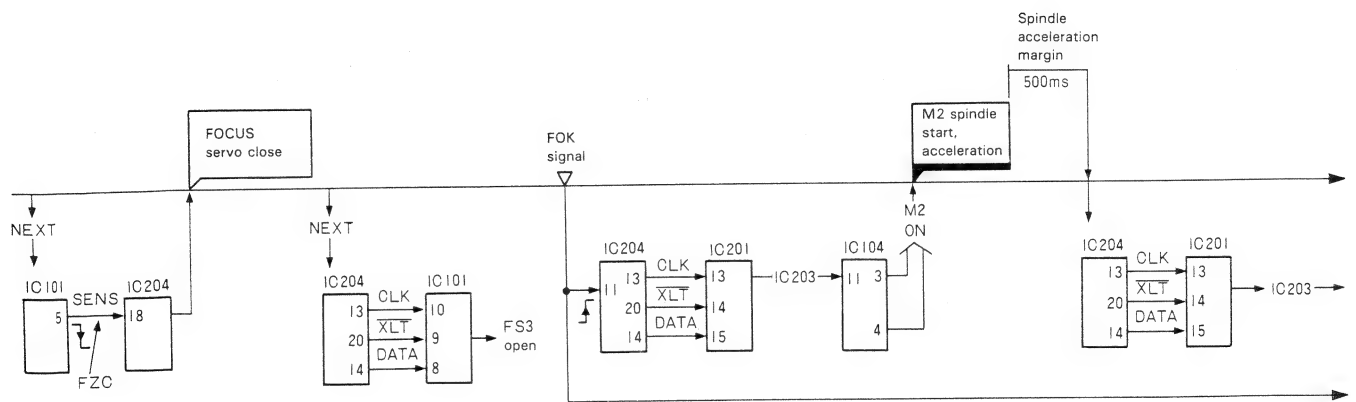 Spindle
acceleration
margin
500ms
FOCUS
servo close
FOK
signal
M2 spindle
start,
acceleration
NEXT
NEXT
M2
ON
IC101
SENS
IC204
5
18
FZC
IC204
CLK
IC101
13
10
XLT
20
9
DATA
14
8
FS3
open
IC204
CLK
IC201
11
13
13
XLT
20
14
DATA
14
15
IC203
IC104
11
3
4
IC204
CLK
IC201
13
13
XLT
20
14
DATA
14
15
IC203